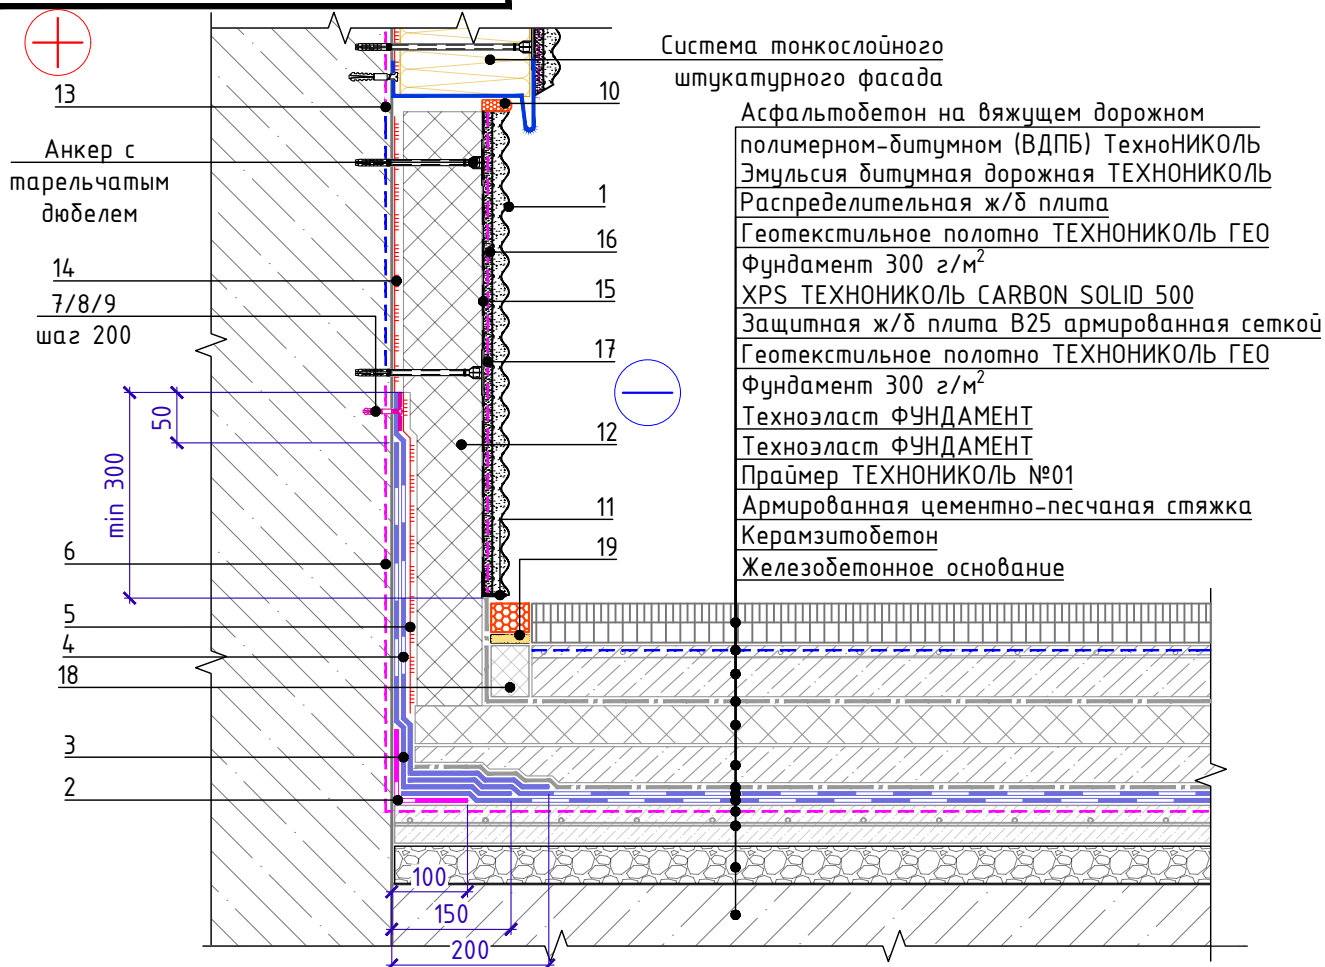 Система тонкослойного
штукатурного фасада
13
10
Анкер с
тарельчатым
дюбелем
Асфальтобетон на вяжущем дорожном
полимерном-битумном (ВДПБ) ТехноНИКОЛЬ
Эмульсия битумная дорожная ТЕХНОНИКОЛЬ
Распределительная ж/б плита
Геотекстильное полотно ТЕХНОНИКОЛЬ ГЕО
Фундамент 300 г/м²
XPS ТЕХНОНИКОЛЬ CARBON SOLID 500
Защитная ж/б плита В25 армированная сеткой
Геотекстильное полотно ТЕХНОНИКОЛЬ ГЕО
Фундамент 300 г/м²
Техноэласт ФУНДАМЕНТ
Техноэласт ФУНДАМЕНТ
Праймер ТЕХНОНИКОЛЬ №01
Армированная цементно-песчаная стяжка
Керамзитобетон
Железобетонное основание
1
16
14
15
7/8/9
шаг 200
17
50
12
min 300
11
19
6
5
4
18
3
2
100
150
200